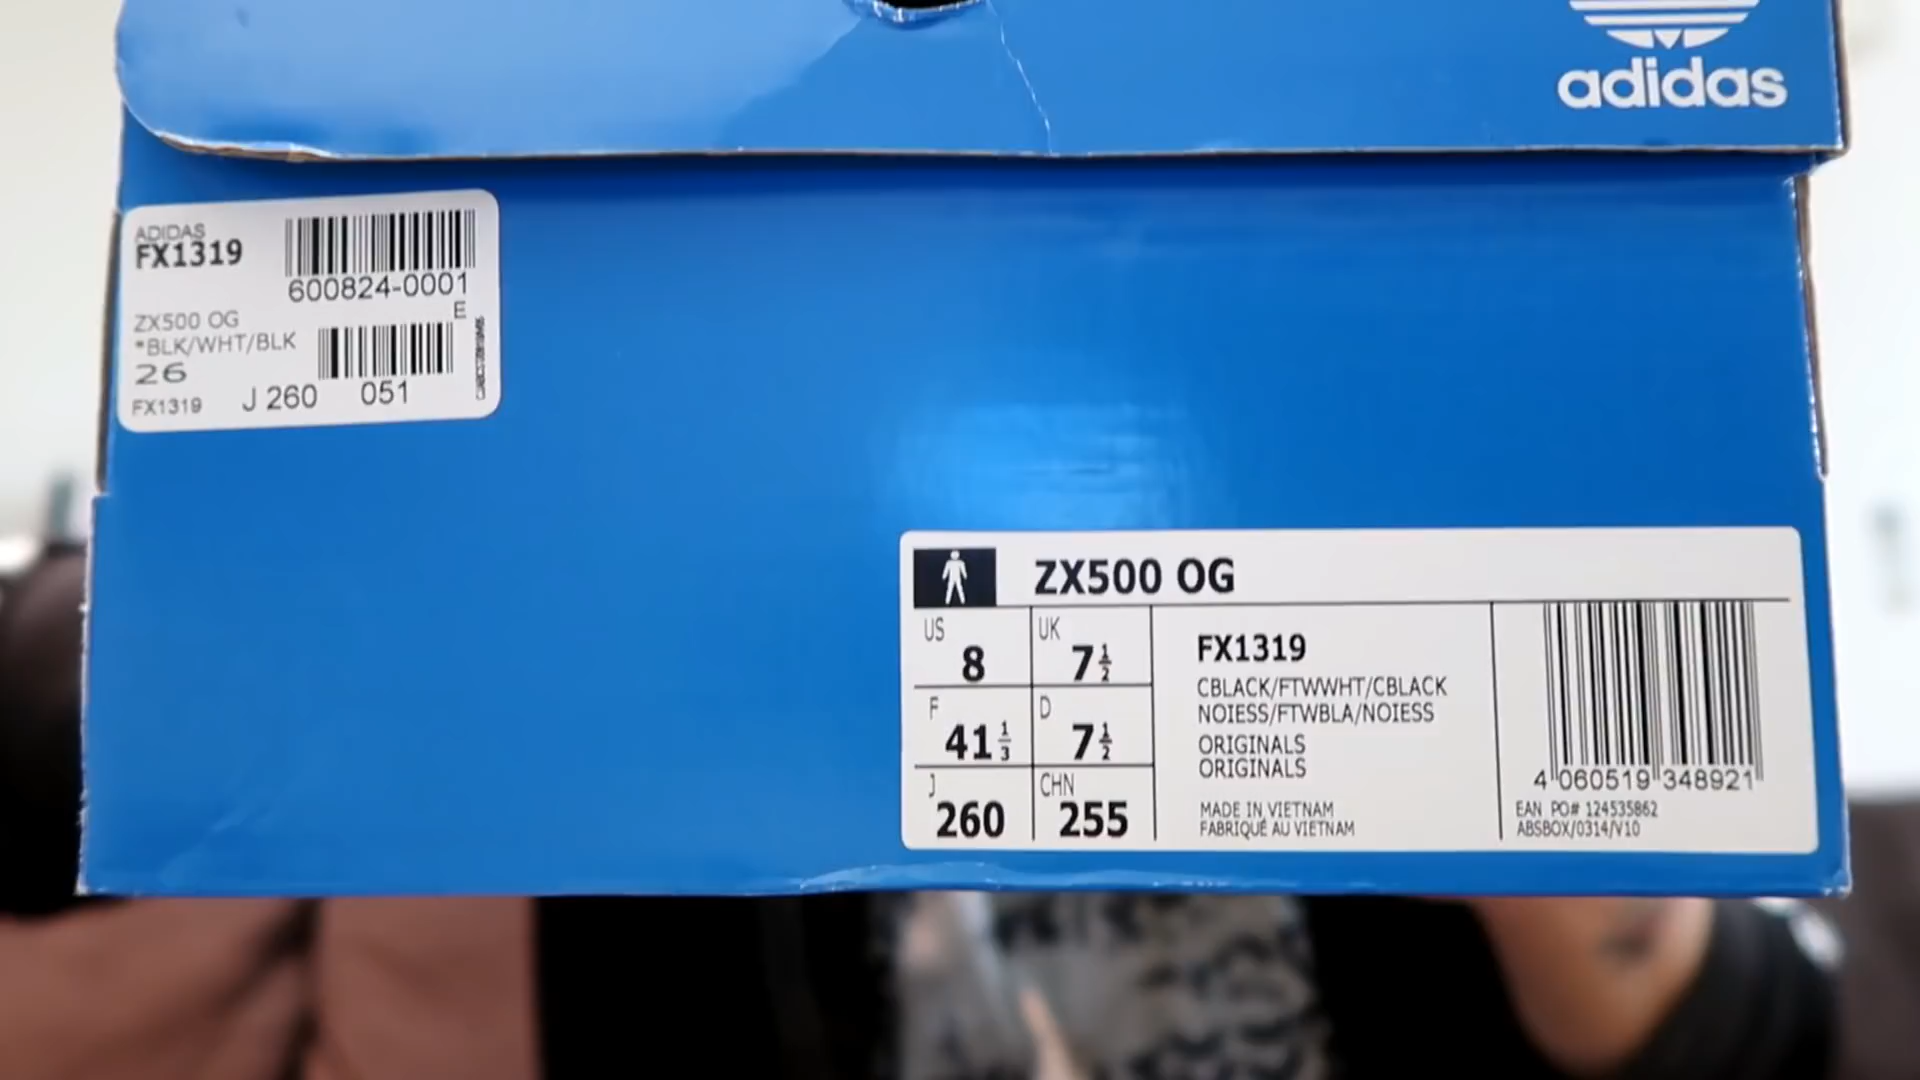 adidas
ADIDAS
FX1319
600824-0001
E
ZX500 OG
*BLK/WHT/BLK
26
FX1319 J 260 051
ZX500 OG
US 8 UK 7½
F 41⅓ D 7½
J 260 CHN 255
FX1319
CBLACK/FTWWHT/CBLACK
NOIESS/FTWBLA/NOIESS
ORIGINALS
ORIGINALS
MADE IN VIETNAM
FABRIQUÉ AU VIETNAM
4 060519 348921
EAN PO# 124535862
ABSBOX/0314/V10